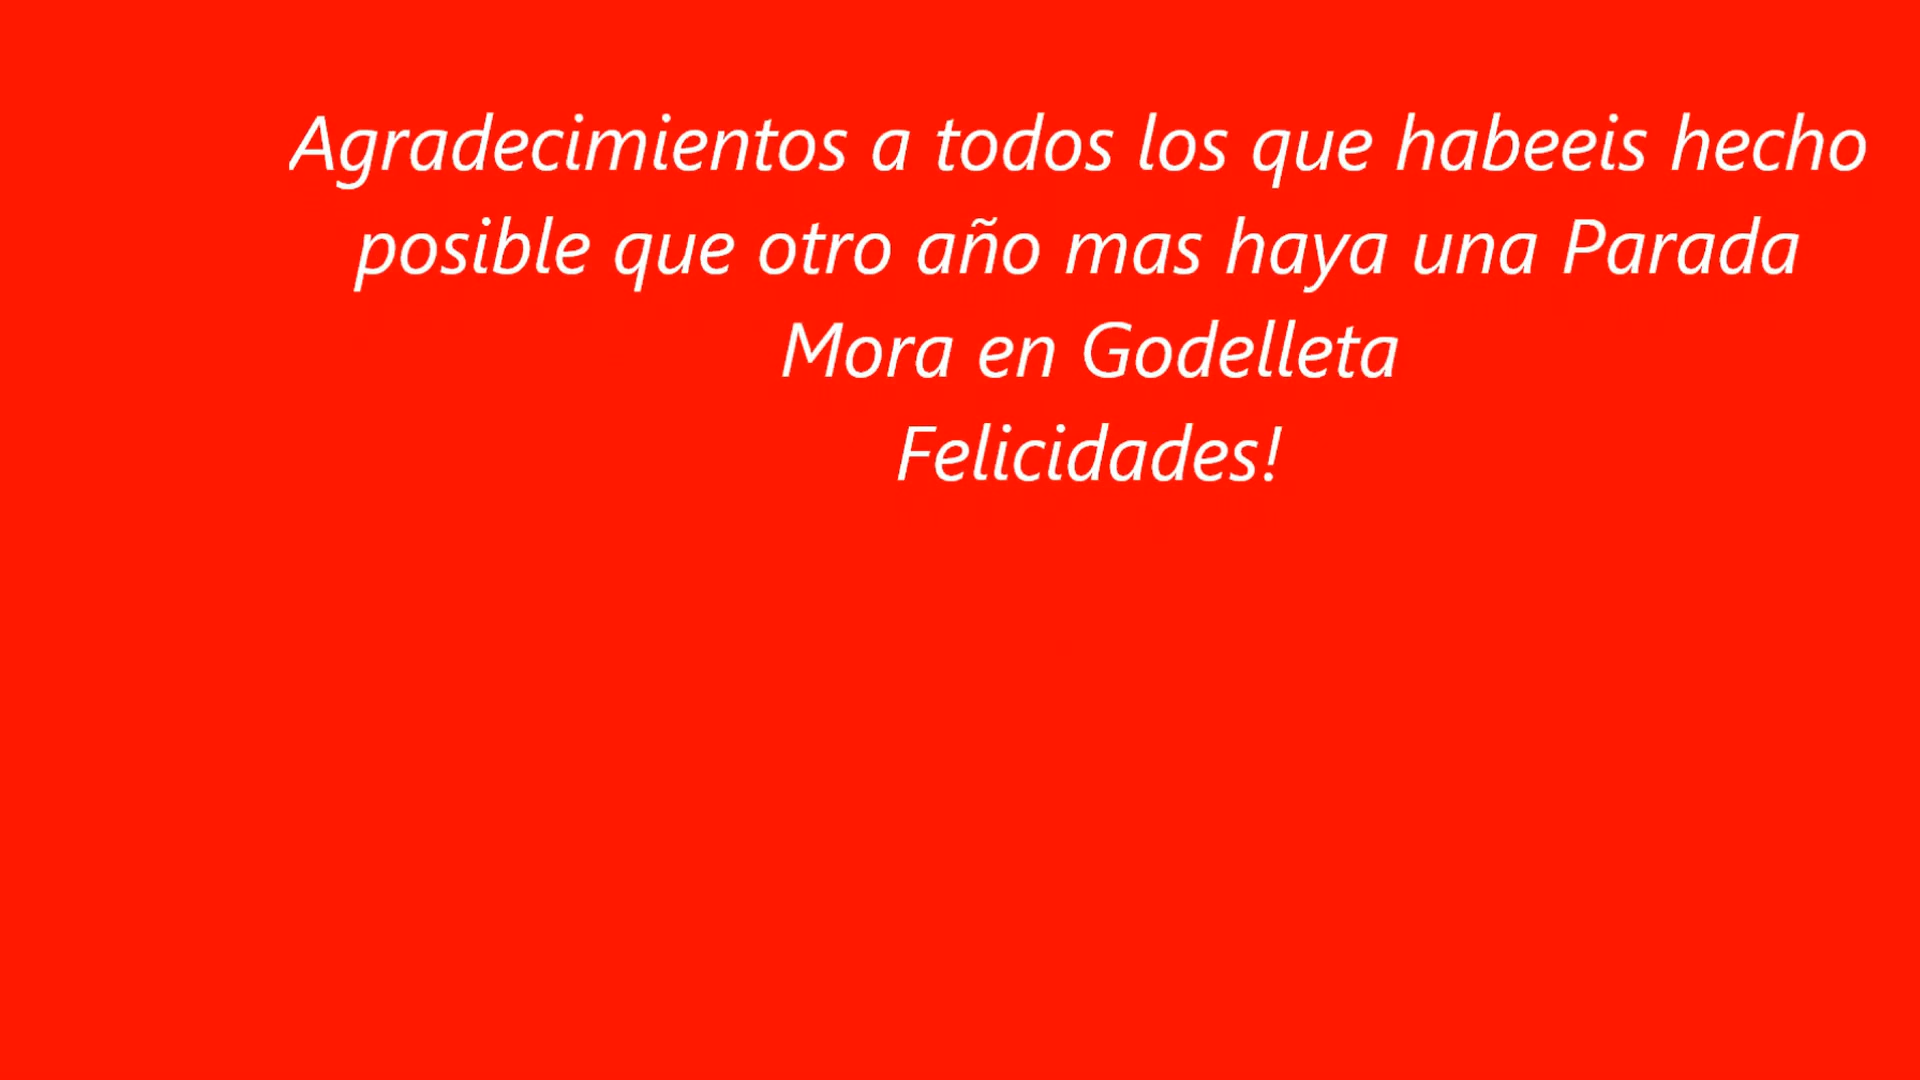 Agradecimientos a todos los que habeeis hecho
posible que otro año mas haya una Parada
Mora en Godelleta
Felicidades!